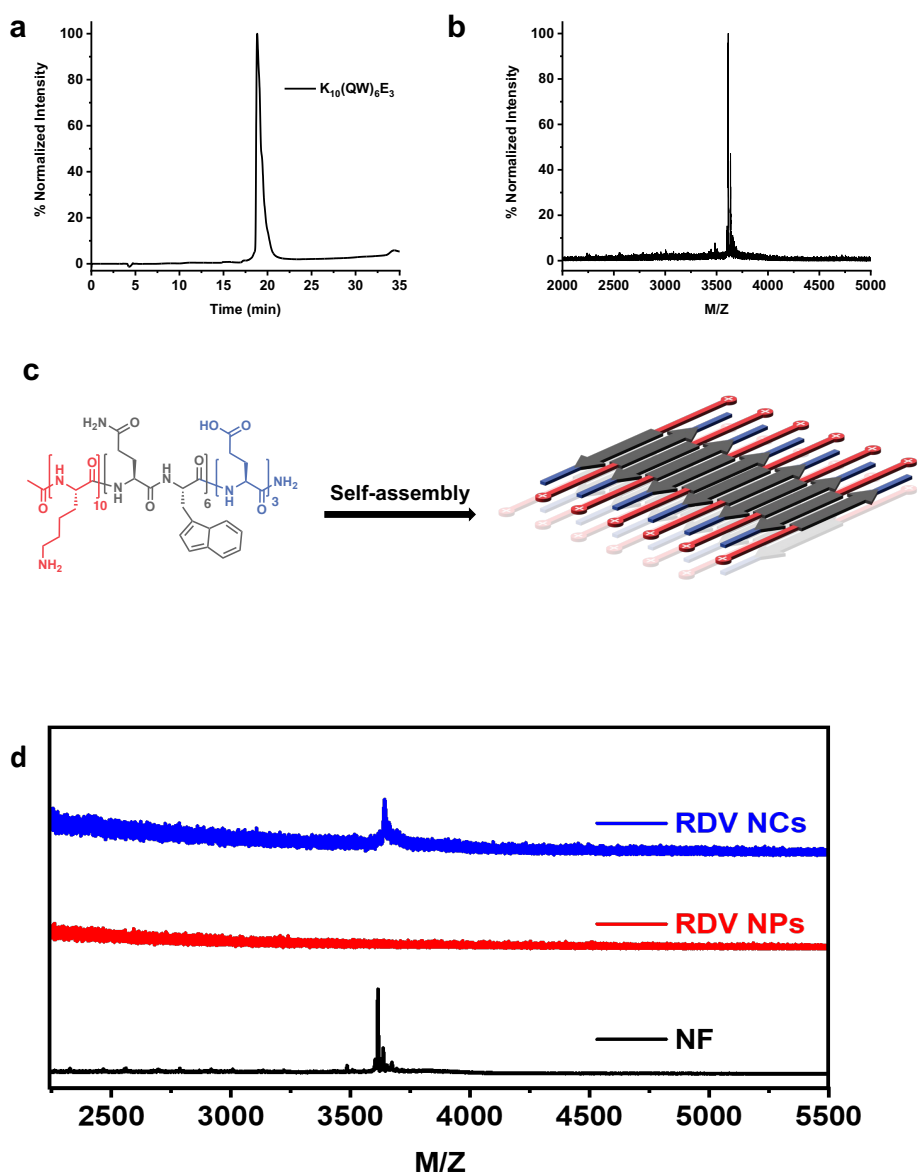 a
% Normalized Intensity
100
80
60
40
20
0
K₁₀(QW)₆E₃
0 5 10 15 20 25 30 35
Time (min)
b
% Normalized Intensity
100
80
60
40
20
0
2000 2500 3000 3500 4000 4500 5000
M/Z
c
H₂N O HO O
H N O O O
O 10 N H H N O 6 N H NH₂ O 3
NH₂
Self-assembly
d
RDV NCs
RDV NPs
NF
2500 3000 3500 4000 4500 5000 5500
M/Z